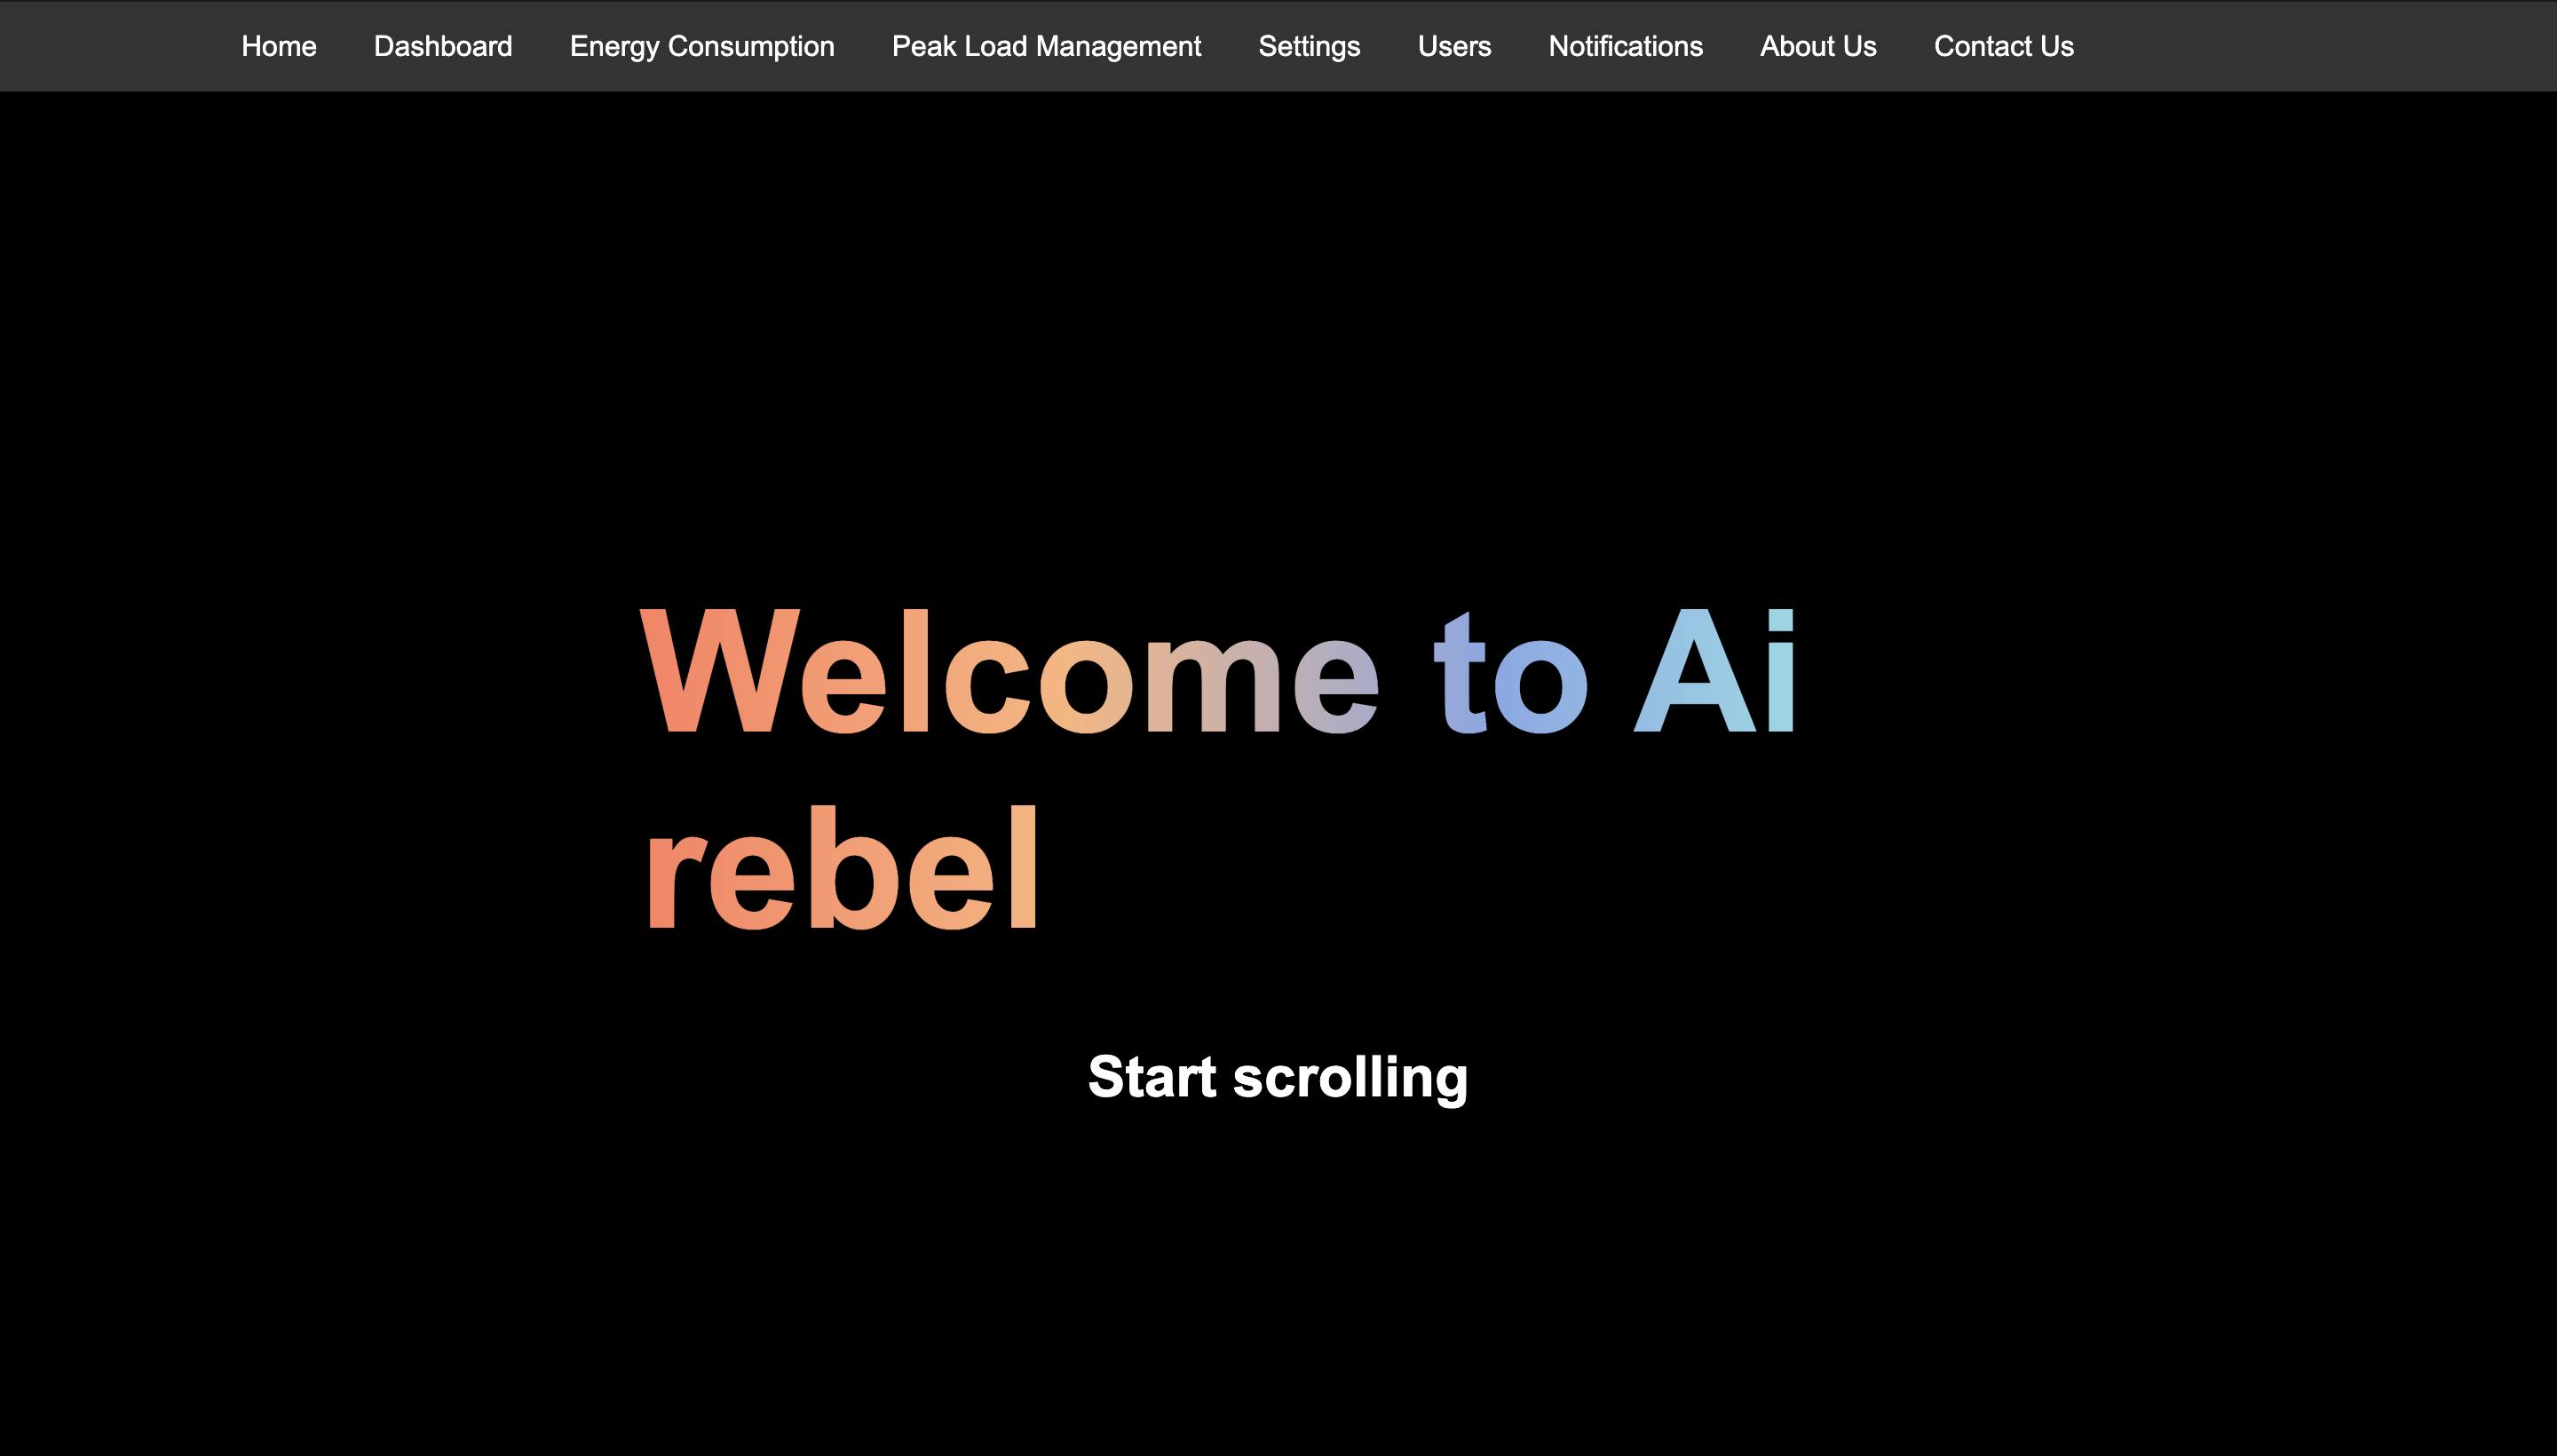 Home Dashboard Energy Consumption Peak Load Management Settings Users Notifications About Us Contact Us
Welcome to Ai
rebel
Start scrolling